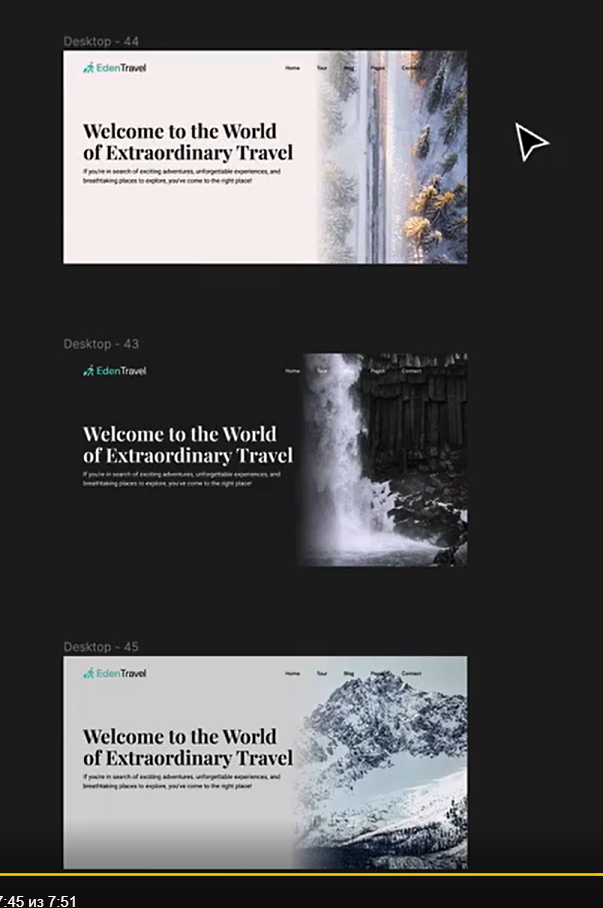 Desktop - 44
EdenTravel
Home Tour Blog Pages Contact
Welcome to the World
of Extraordinary Travel
If you're in search of exciting adventures, unforgettable experiences, and
breathtaking places to explore, you've come to the right place!
Desktop - 43
EdenTravel
Home Tour Pages Contact
Welcome to the World
of Extraordinary Travel
If you're in search of exciting adventures, unforgettable experiences, and
breathtaking places to explore, you've come to the right place!
Desktop - 45
EdenTravel
Home Tour Blog Pages Contact
Welcome to the World
of Extraordinary Travel
If you're in search of exciting adventures, unforgettable experiences, and
breathtaking places to explore, you've come to the right place!
7:45 из 7:51